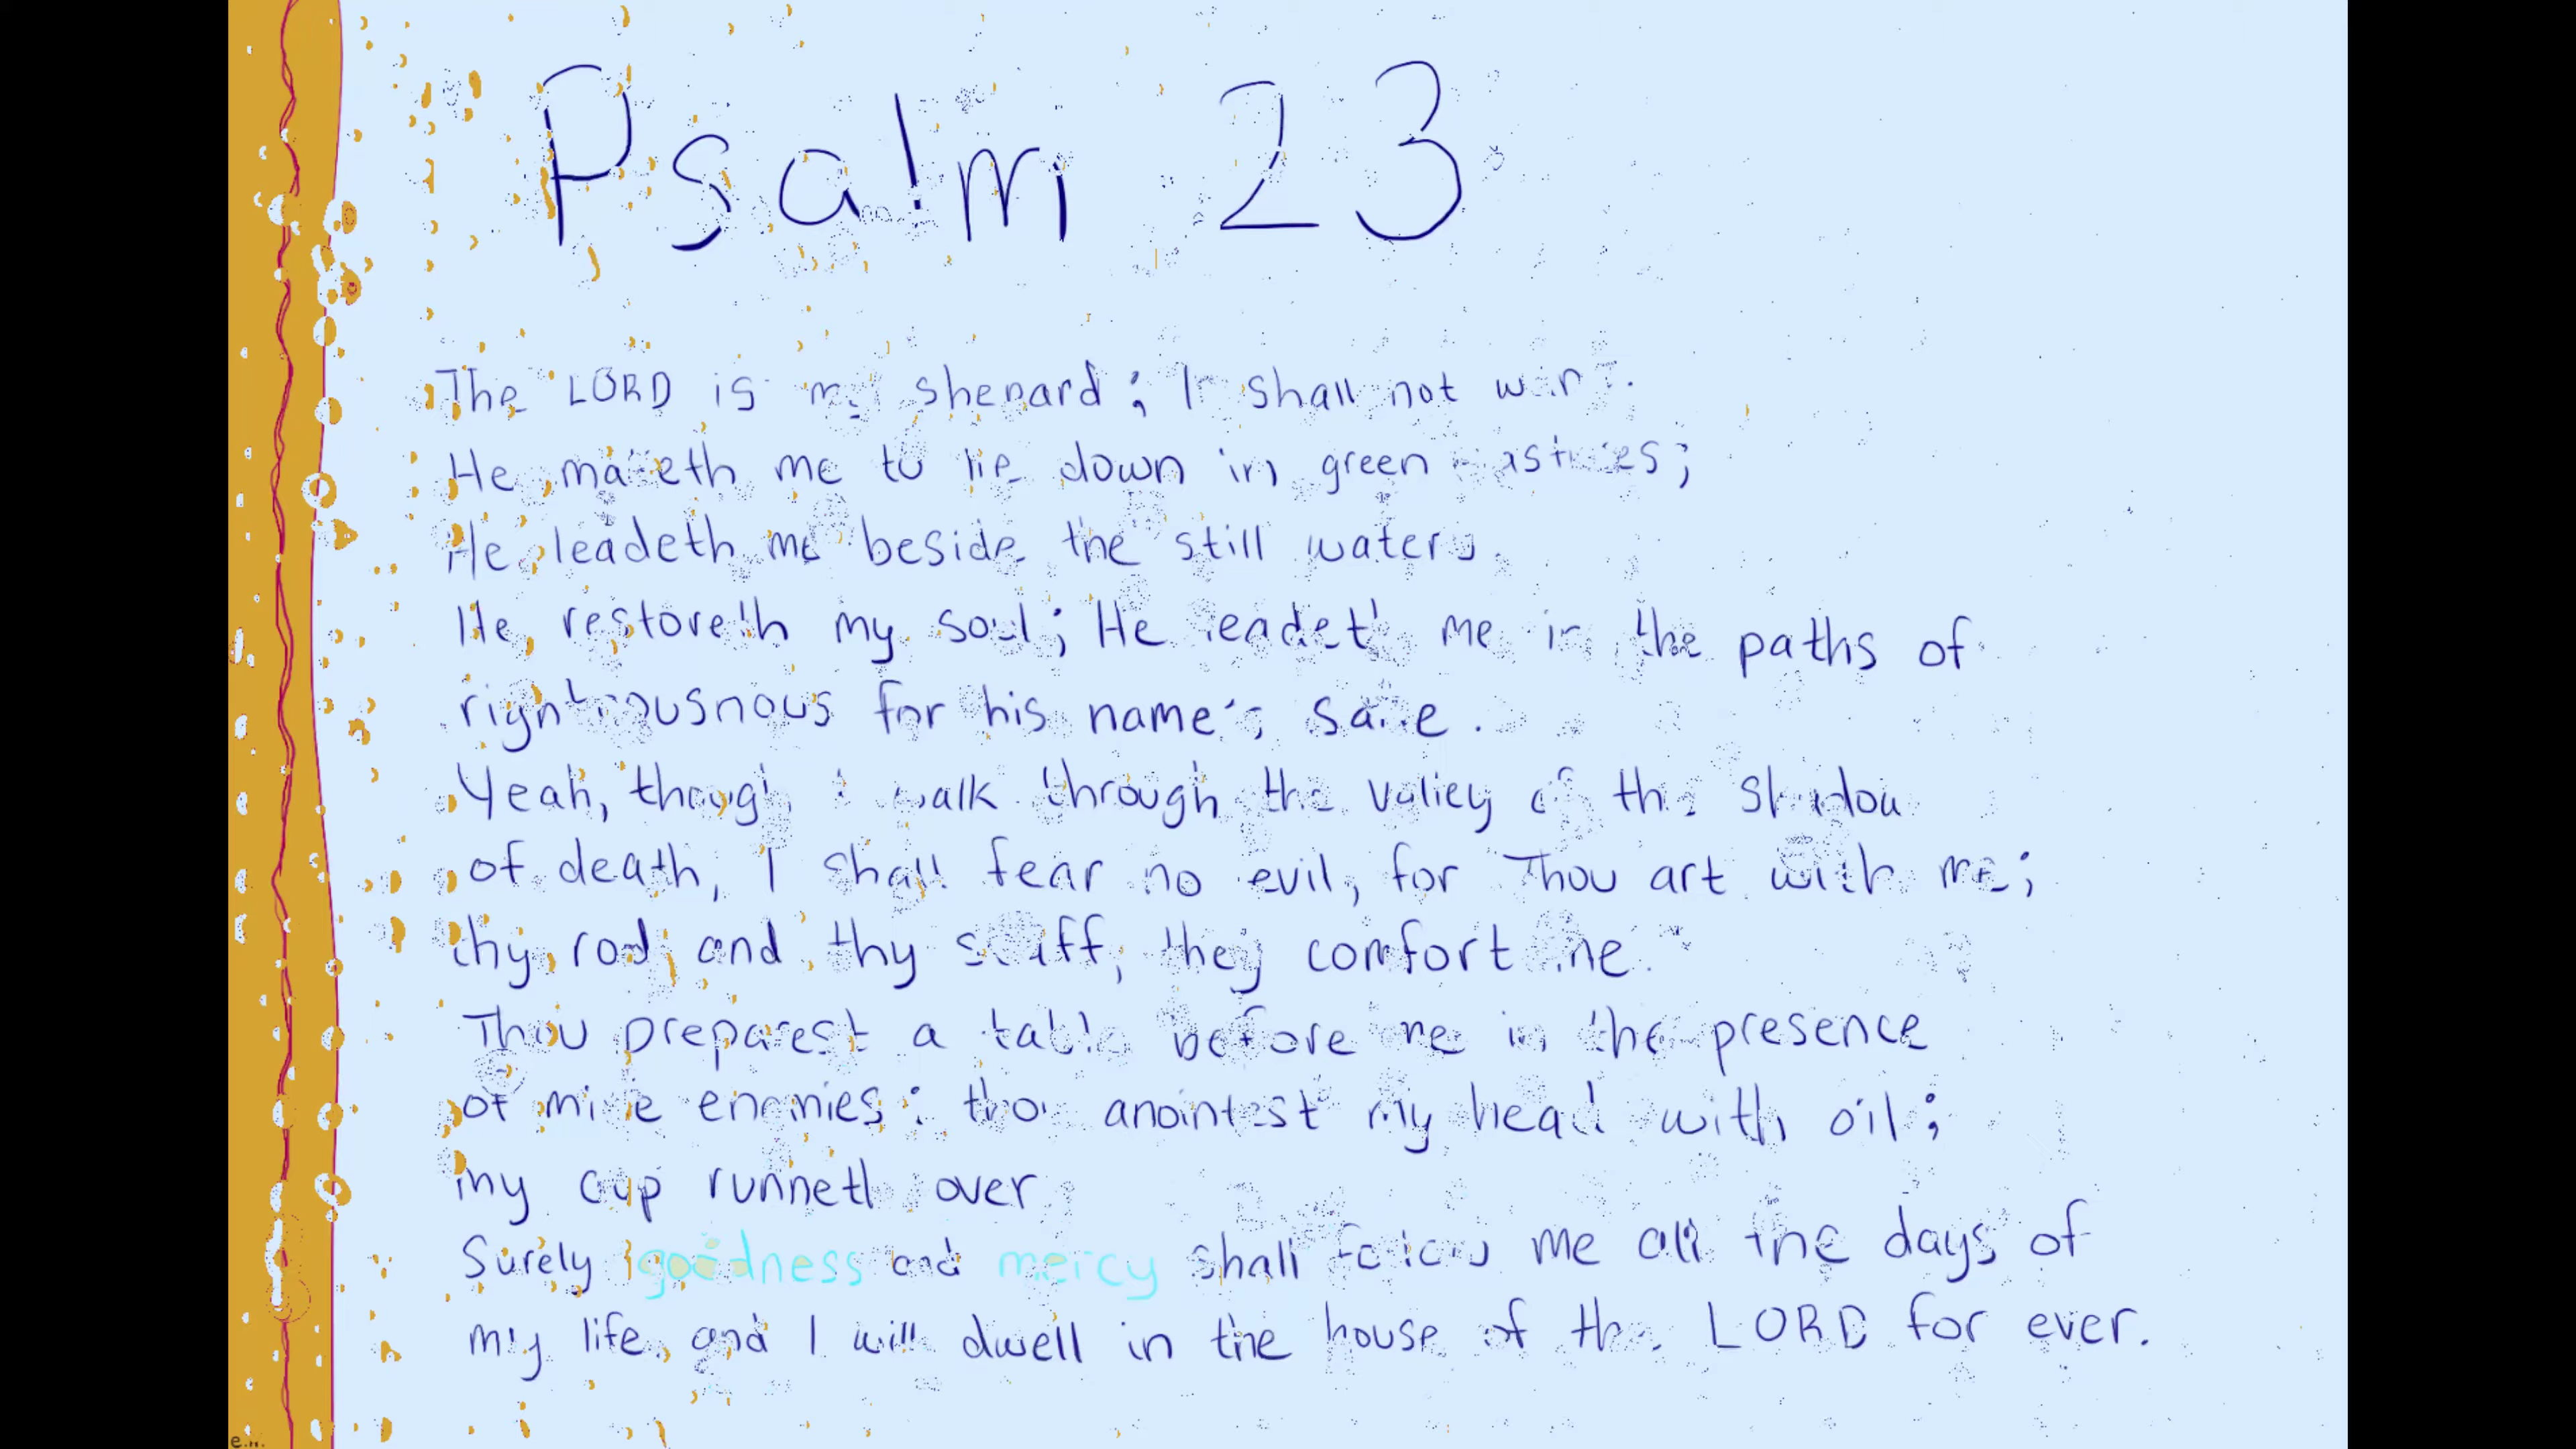 Psalm 23
The LORD is my shepard; I shall not want.
He maketh me to lie down in green pastures;
He leadeth me beside the still waters.
He restoreth my soul; He leadeth me in the paths of
righteousnous for his name's sake.
Yeah, though I walk through the valley of the shadow
of death, I shall fear no evil, for Thou art with me;
thy rod and thy staff, they comfort me.
Thou preparest a table before me in the presence
of mine enemies: thou anointest my head with oil;
my cup runneth over
Surely goodness and mercy shall follow me all the days of
my life, and I will dwell in the house of the LORD for ever.
e.H.